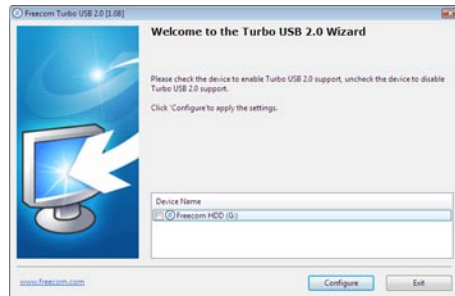 Freecom Turbo USB 2.0 [1.08]
Welcome to the Turbo USB 2.0 Wizard
Please check the device to enable Turbo USB 2.0 support, uncheck the device to disable
Turbo USB 2.0 support.
Click 'Configure' to apply the settings.
Device Name
Freecom HDD (G:)
www.freecom.com
Configure
Exit